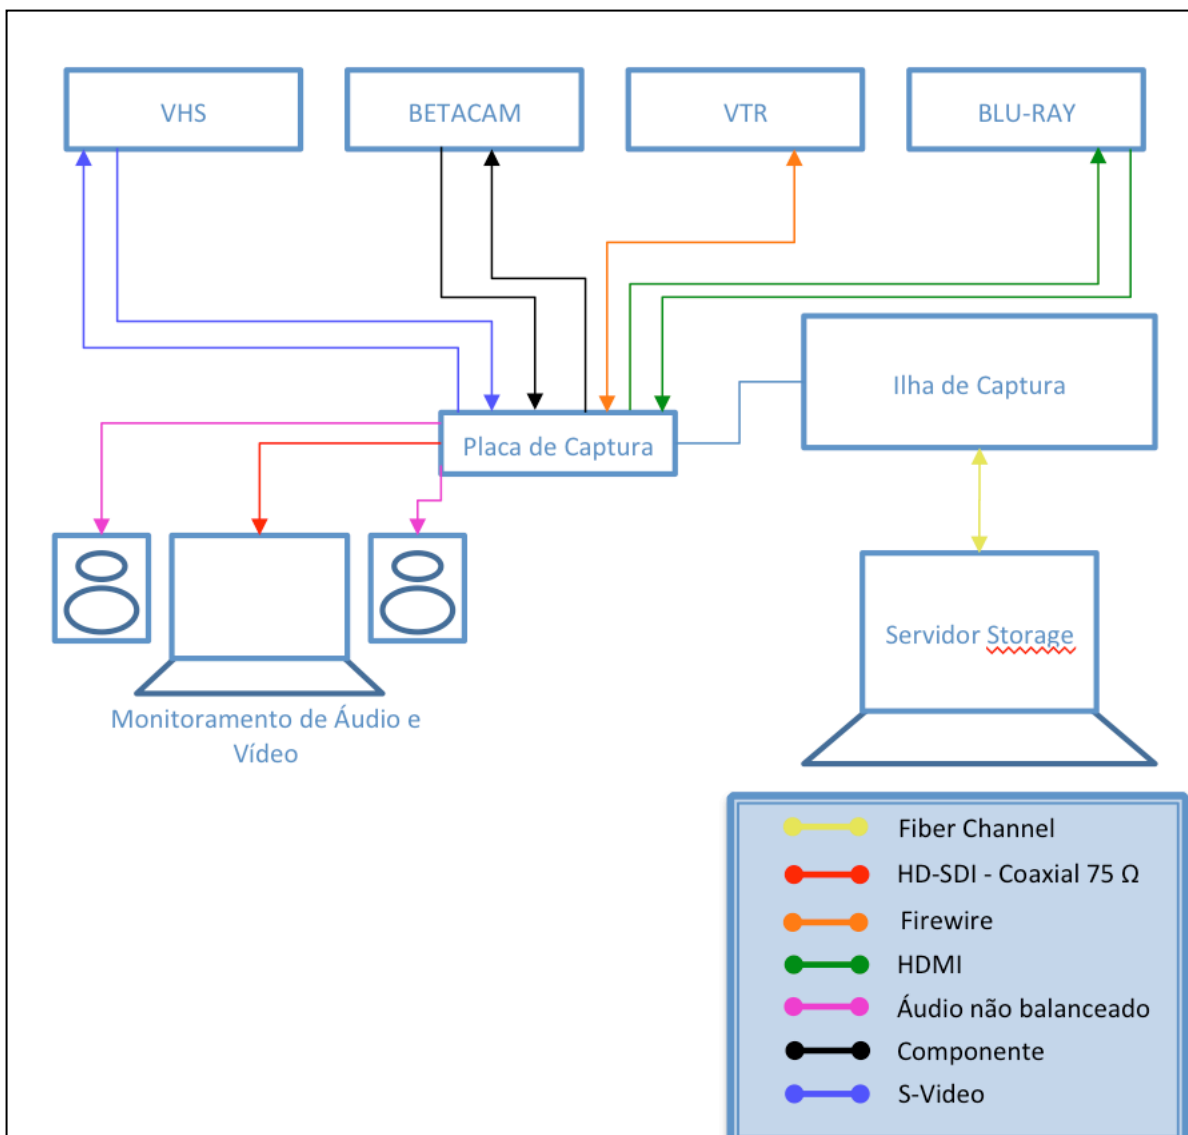 VHS
BETACAM
VTR
BLU-RAY
Ilha de Captura
Placa de Captura
Servidor Storage
Monitoramento de Áudio e
Vídeo
Fiber Channel
HD-SDI - Coaxial 75 Ω
Firewire
HDMI
Áudio não balanceado
Componente
S-Video